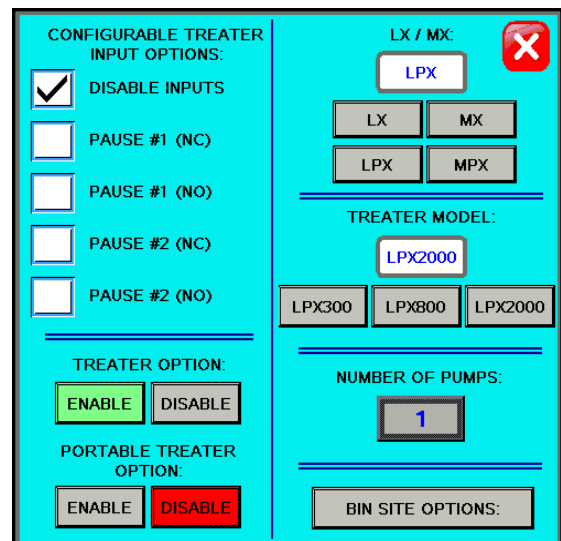 CONFIGURABLE TREATER
INPUT OPTIONS:
DISABLE INPUTS
PAUSE #1 (NC)
PAUSE #1 (NO)
PAUSE #2 (NC)
PAUSE #2 (NO)
TREATER OPTION:
ENABLE DISABLE
PORTABLE TREATER
OPTION:
ENABLE DISABLE
LX / MX:
LPX
LX MX
LPX MPX
TREATER MODEL:
LPX2000
LPX300 LPX800 LPX2000
NUMBER OF PUMPS:
1
BIN SITE OPTIONS: